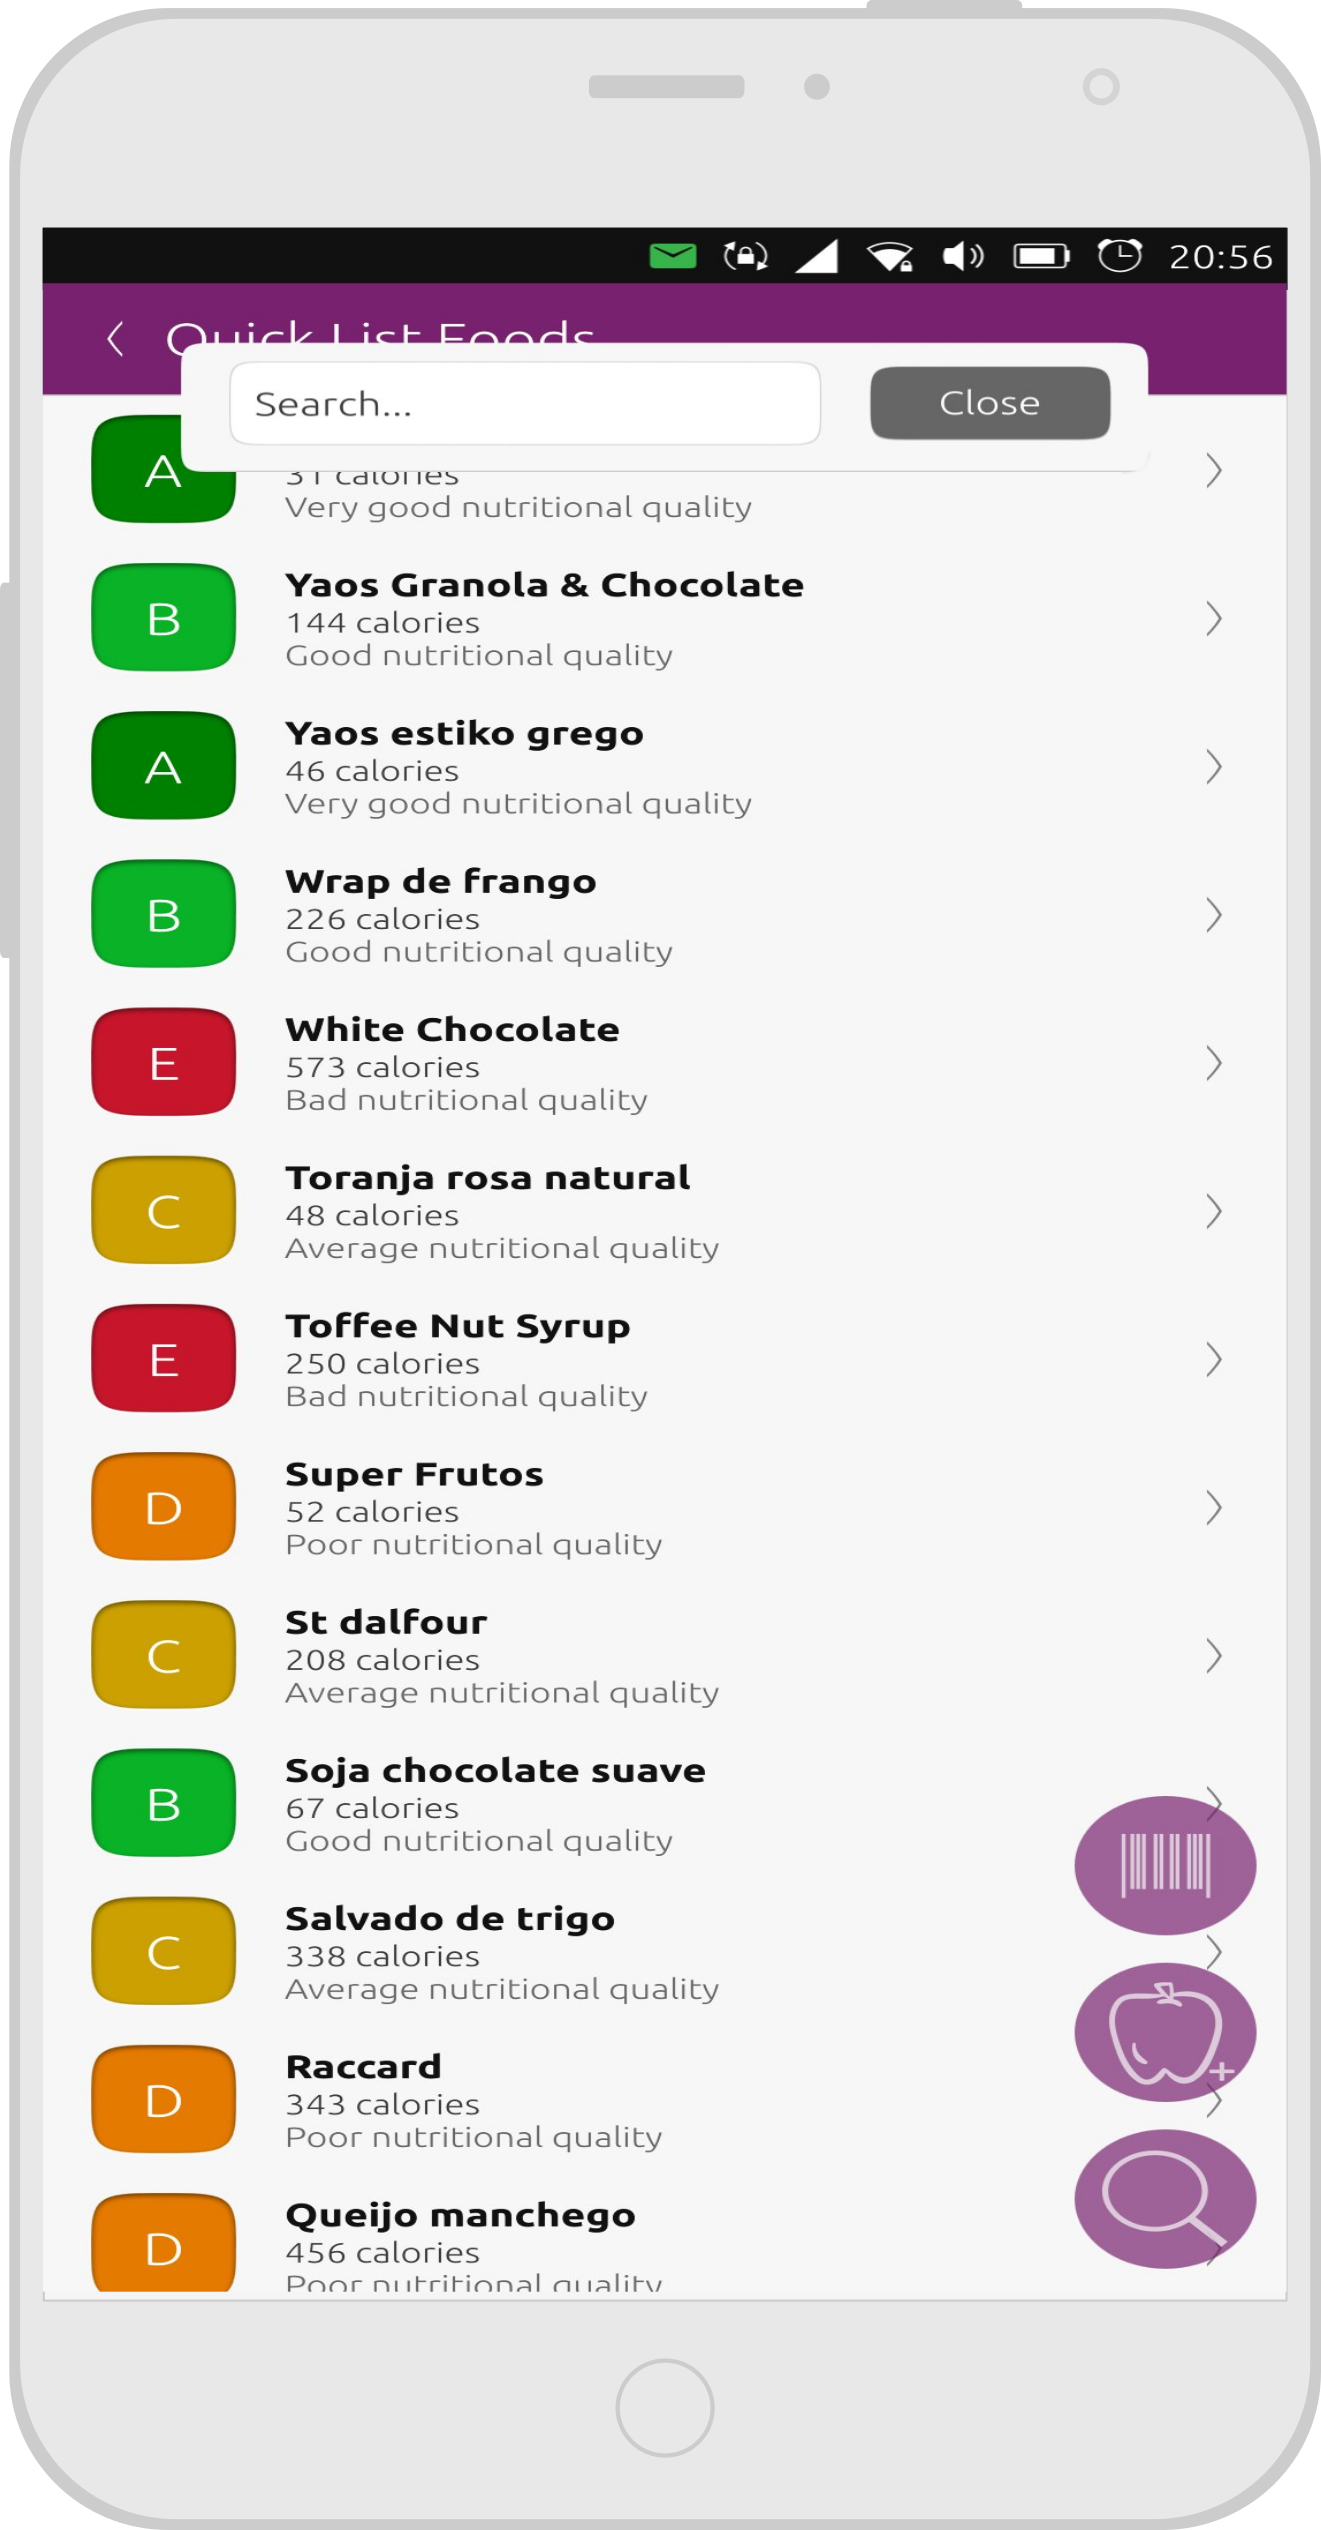 20:56
Quick List Foods
Search...
Close
A
31 calories
Very good nutritional quality
B
Yaos Granola & Chocolate
144 calories
Good nutritional quality
A
Yaos estiko grego
46 calories
Very good nutritional quality
B
Wrap de frango
226 calories
Good nutritional quality
E
White Chocolate
573 calories
Bad nutritional quality
C
Toranja rosa natural
48 calories
Average nutritional quality
E
Toffee Nut Syrup
250 calories
Bad nutritional quality
D
Super Frutos
52 calories
Poor nutritional quality
C
St dalfour
208 calories
Average nutritional quality
B
Soja chocolate suave
67 calories
Good nutritional quality
C
Salvado de trigo
338 calories
Average nutritional quality
D
Raccard
343 calories
Poor nutritional quality
D
Queijo manchego
456 calories
Poor nutritional quality